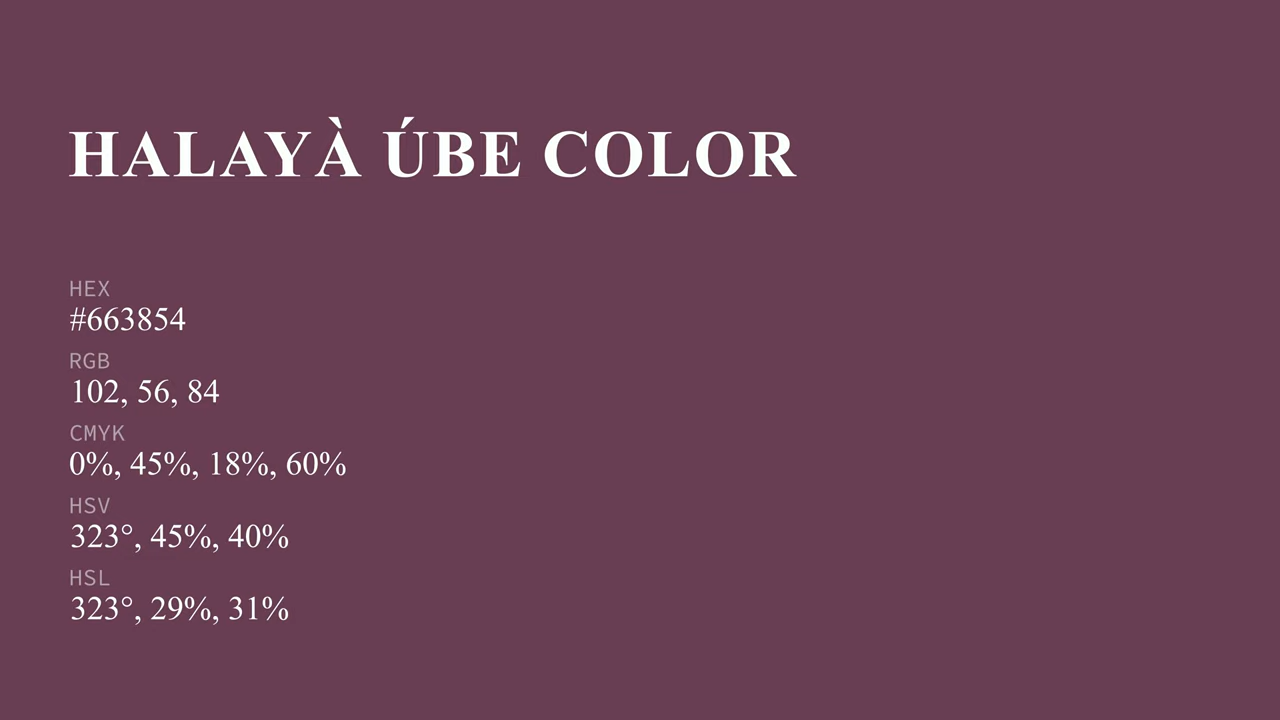 HALAYÀ ÚBE COLOR
HEX
#663854
RGB
102, 56, 84
CMYK
0%, 45%, 18%, 60%
HSV
323°, 45%, 40%
HSL
323°, 29%, 31%